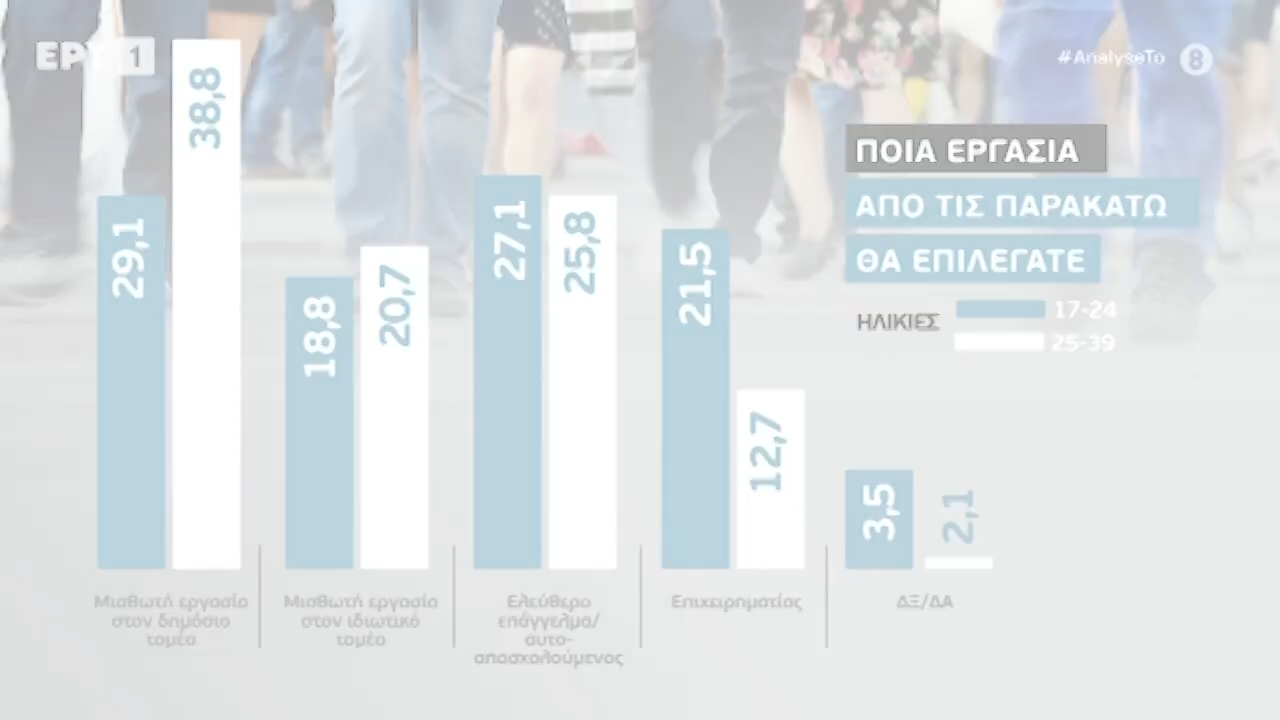 ΕΡΤ 1
#AnalyseTo 8
ΠΟΙΑ ΕΡΓΑΣΙΑ
ΑΠΟ ΤΙΣ ΠΑΡΑΚΑΤΩ
ΘΑ ΕΠΙΛΕΓΑΤΕ
ΗΛΙΚΙΕΣ
17-24
25-39
29,1
38,8
18,8
20,7
27,1
25,8
21,5
12,7
3,5
2,1
Μισθωτή εργασία
στον δημόσιο
τομέα
Μισθωτή εργασία
στον ιδιωτικό
τομέα
Ελεύθερο
επάγγελμα/
αυτο-
απασχολούμενος
Επιχειρηματίας
ΔΞ/ΔΑ